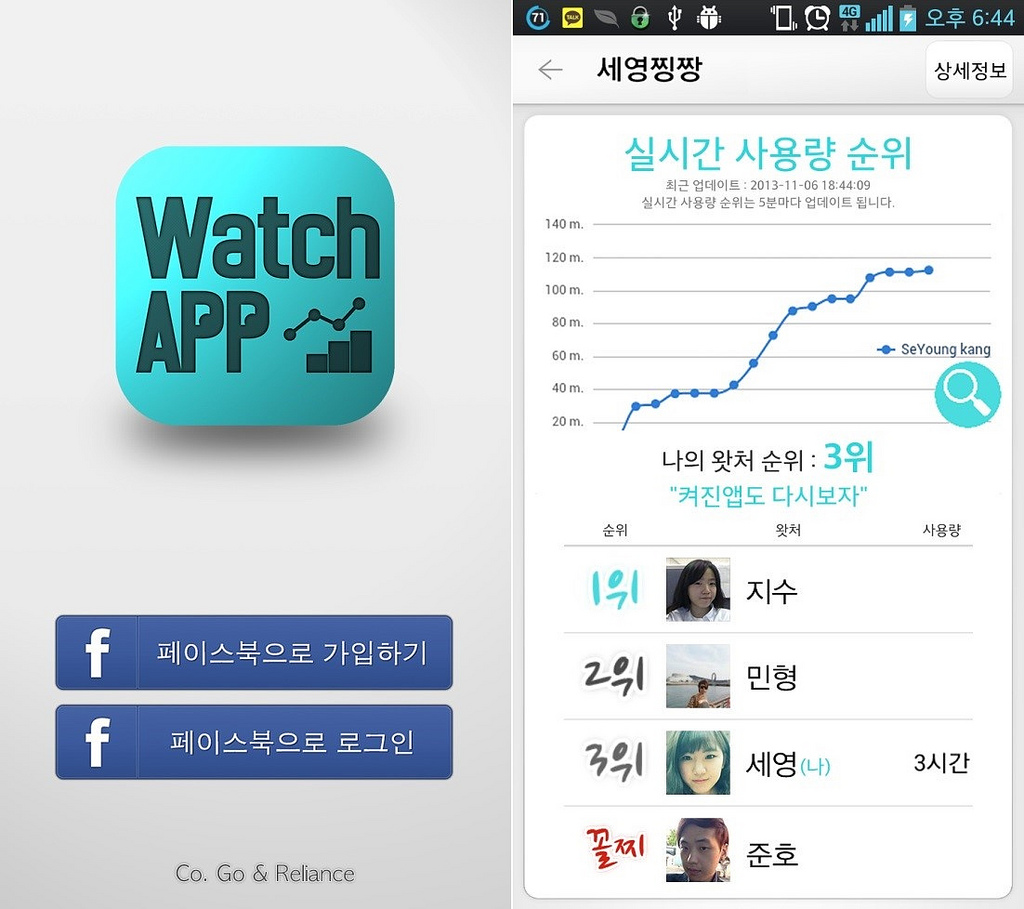 Watch
APP
f 페이스북으로 가입하기
f 페이스북으로 로그인
Co. Go & Reliance
71 TALK 4G 오후 6:44
세영찡짱 상세정보
실시간 사용량 순위
최근 업데이트 : 2013-11-06 18:44:09
실시간 사용량 순위는 5분마다 업데이트 됩니다.
140 m.
120 m.
100 m.
80 m.
60 m.
SeYoung kang
40 m.
20 m.
나의 왓처 순위 : 3위
"켜진앱도 다시보자"
순위 왓처 사용량
1위 지수
2위 민형
3위 세영(나) 3시간
꼴찌 준호